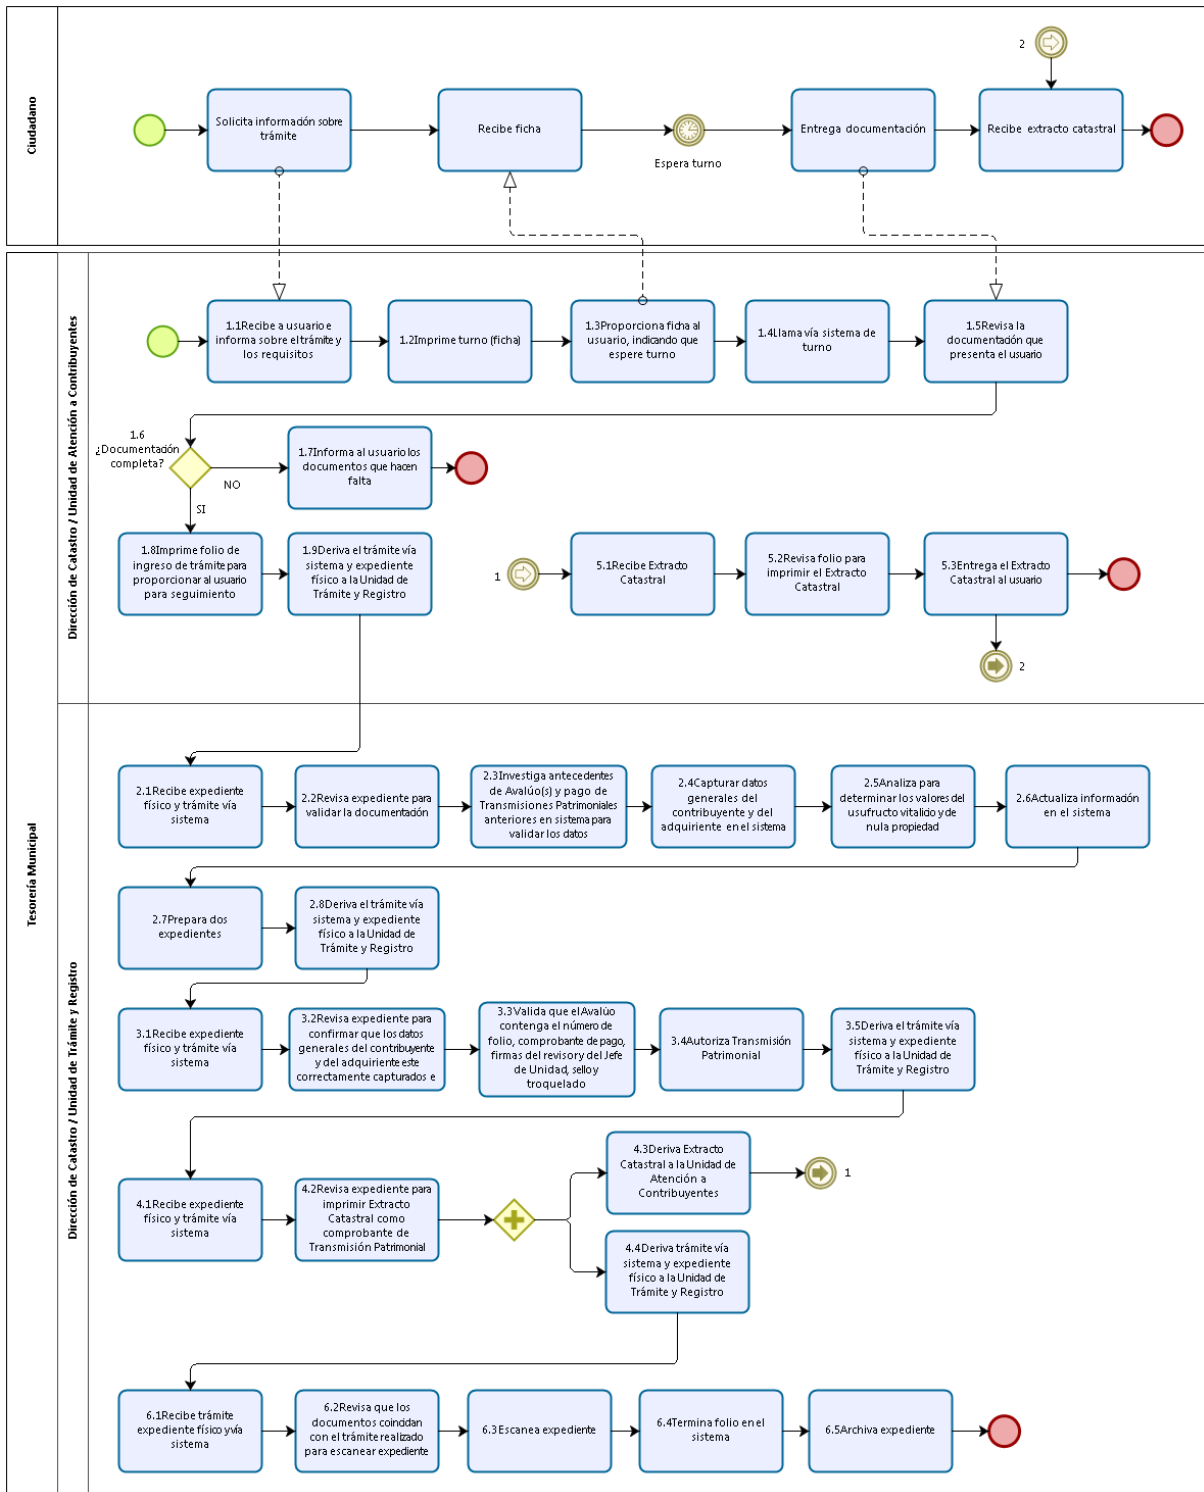 Ciudadano
2
Solicita información sobre
trámite
Recibe ficha
Espera turno
Entrega documentación
Recibe extracto catastral
Tesorería Municipal
Dirección de Catastro / Unidad de Atención a Contribuyentes
1.1Recibe a usuario e
informa sobre el trámite y
los requisitos
1.2Imprime turno (ficha)
1.3Proporciona ficha al
usuario, indicando que
espere turno
1.4Llama vía sistema de
turno
1.5Revisa la
documentación que
presenta el usuario
1.6
¿Documentación
completa?
NO
SI
1.7Informa al usuario los
documentos que hacen
falta
1.8Imprime folio de
ingreso de trámite para
proporcionar al usuario
para seguimiento
1.9Deriva el trámite vía
sistema y expediente
físico a la Unidad de
Trámite y Registro
1
5.1Recibe Extracto
Catastral
5.2Revisa folio para
imprimir el Extracto
Catastral
5.3Entrega el Extracto
Catastral al usuario
2
Dirección de Catastro / Unidad de Trámite y Registro
2.1Recibe expediente
físico y trámite vía
sistema
2.2Revisa expediente para
validar la documentación
2.3Investiga antecedentes
de Avalúo(s) y pago de
Transmisiones Patrimoniales
anteriores en sistema para
validar los datos
2.4Capturar datos
generales del
contribuyente y del
adquiriente en el sistema
2.5Analiza para
determinar los valores del
usufructo vitalicio y de
nula propiedad
2.6Actualiza información
en el sistema
2.7Prepara dos
expedientes
2.8Deriva el trámite vía
sistema y expediente
físico a la Unidad de
Trámite y Registro
3.1Recibe expediente
físico y trámite vía
sistema
3.2Revisa expediente para
confirmar que los datos
generales del contribuyente
y del adquiriente este
correctamente capturados e
3.3Valida que el Avalúo
contenga el número de
folio, comprobante de pago,
firmas del revisor y del Jefe
de Unidad, sello y
troquelado
3.4Autoriza Transmisión
Patrimonial
3.5Deriva el trámite vía
sistema y expediente
físico a la Unidad de
Trámite y Registro
4.1Recibe expediente
físico y trámite vía
sistema
4.2Revisa expediente para
imprimir Extracto
Catastral como
comprobante de
Transmisión Patrimonial
4.3Deriva Extracto
Catastral a la Unidad de
Atención a
Contribuyentes
1
4.4Deriva trámite vía
sistema y expediente
físico a la Unidad de
Trámite y Registro
6.1Recibe trámite
expediente físico y vía
sistema
6.2Revisa que los
documentos coincidan
con el trámite realizado
para escanear expediente
6.3Escanea expediente
6.4Termina folio en el
sistema
6.5Archiva expediente